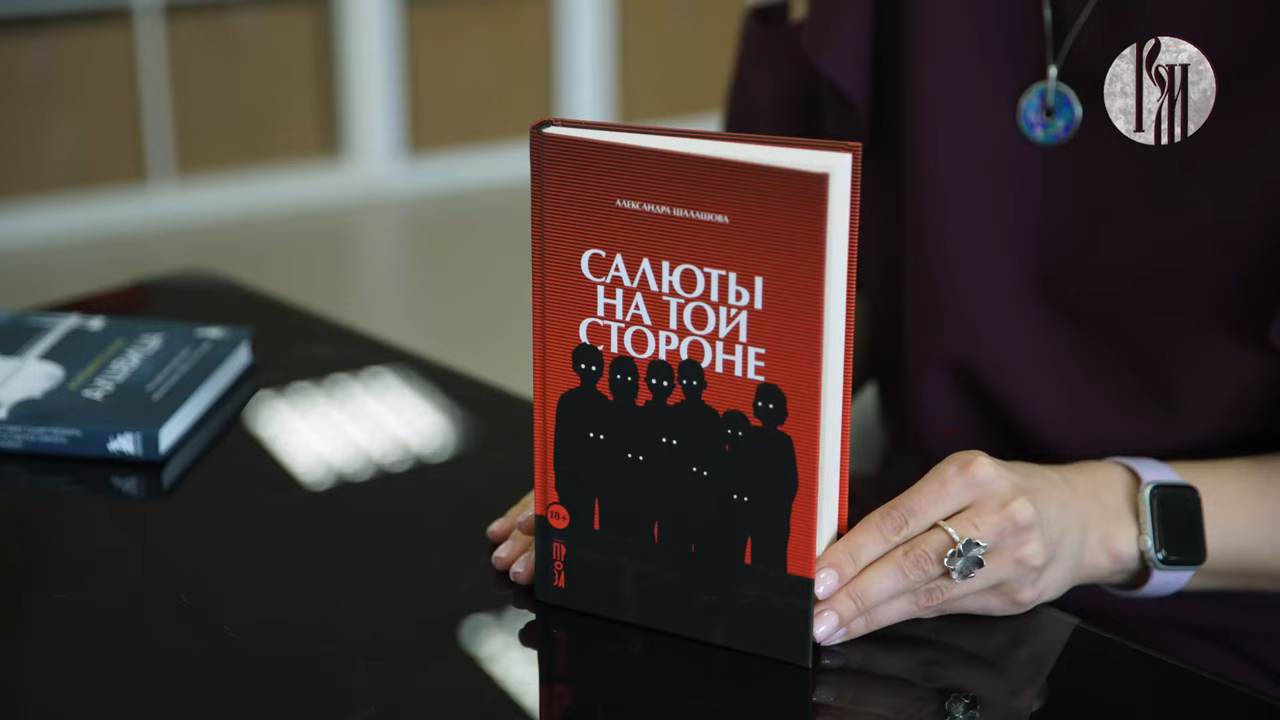 АЛЕКСАНДРА ШАЛАШОВА
САЛЮТЫ
НА ТОЙ
СТОРОНЕ
18+
ПРОЗА